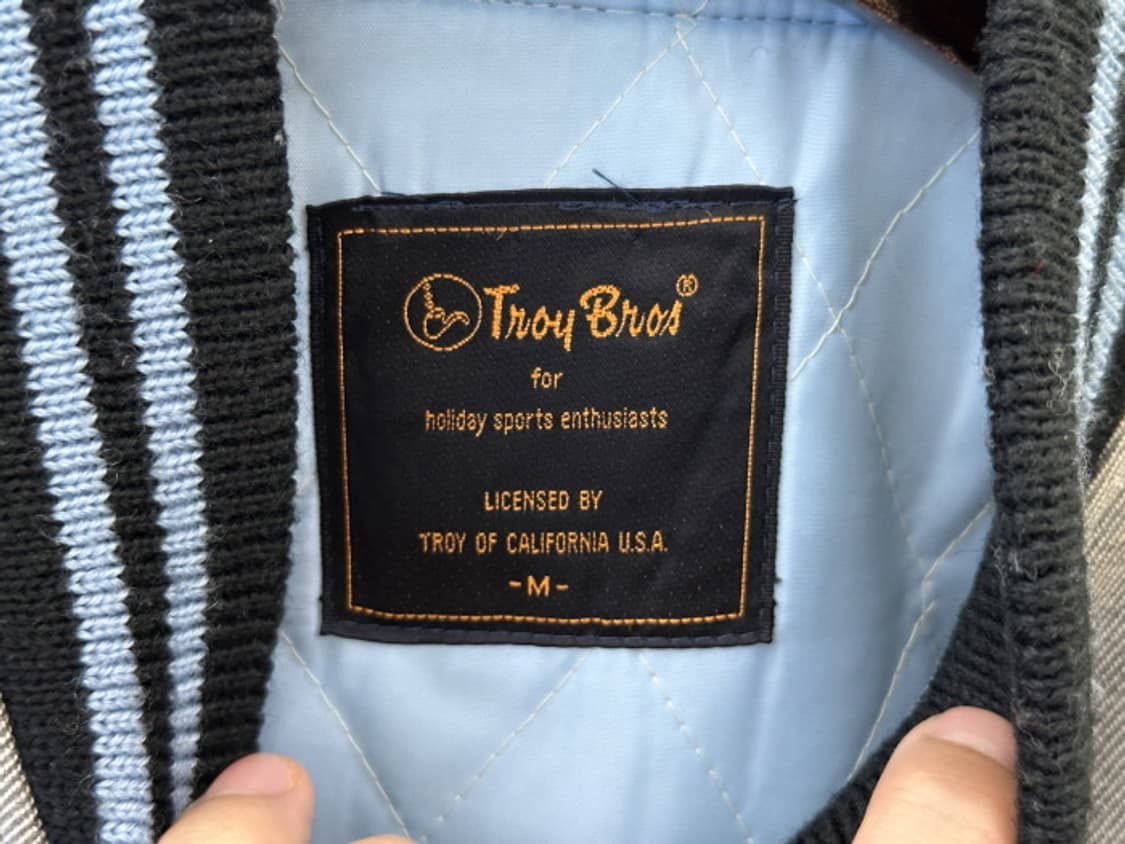 Troy Bros®
for
holiday sports enthusiasts
LICENSED BY
TROY OF CALIFORNIA U.S.A.
-M-